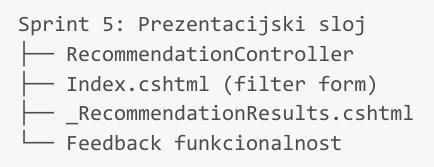 Sprint 5: Prezentacijski sloj
├── RecommendationController
├── Index.cshtml (filter form)
├── _RecommendationResults.cshtml
└── Feedback funkcionalnost